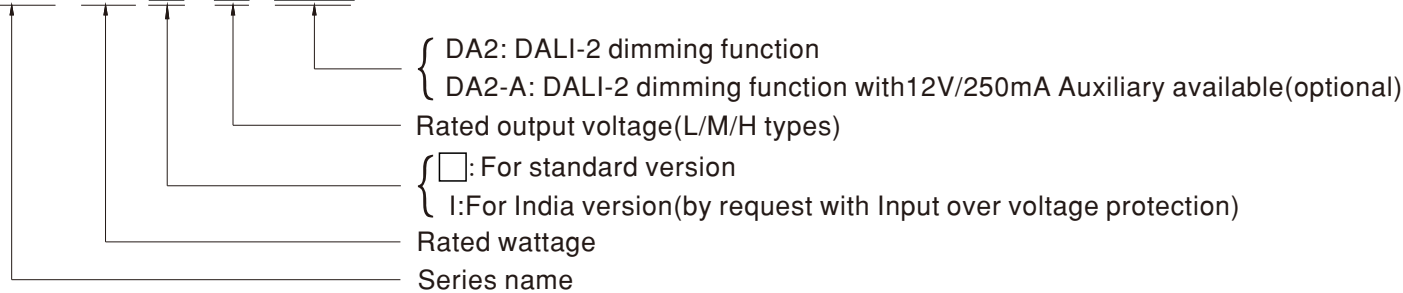 DA2: DALI-2 dimming function
DA2-A: DALI-2 dimming function with12V/250mA Auxiliary available(optional)
Rated output voltage(L/M/H types)
□: For standard version
I:For India version(by request with Input over voltage protection)
Rated wattage
Series name